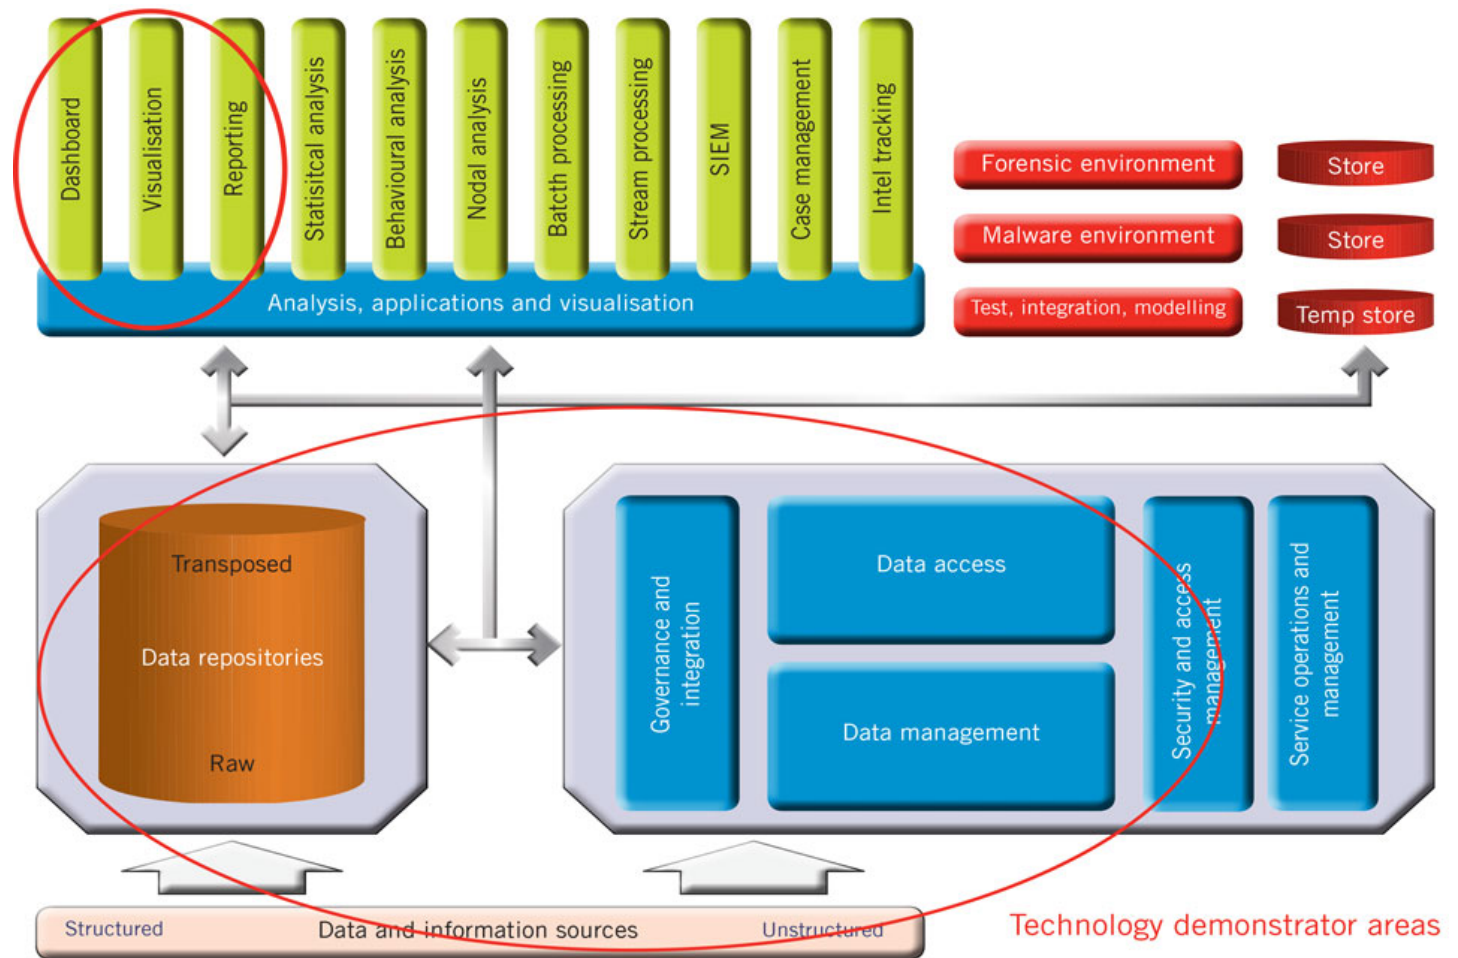 Dashboard
Visualisation
Reporting
Statisitcal analysis
Behavioural analysis
Nodal analysis
Batcth processing
Stream processing
SIEM
Case management
Intel tracking
Analysis, applications and visualisation
Forensic environment
Store
Malware environment
Store
Test, integration, modelling
Temp store
Transposed
Data repositories
Raw
Governance and
integration
Data access
Data management
Security and access
management
Service operations and
management
Structured
Data and information sources
Unstructured
Technology demonstrator areas